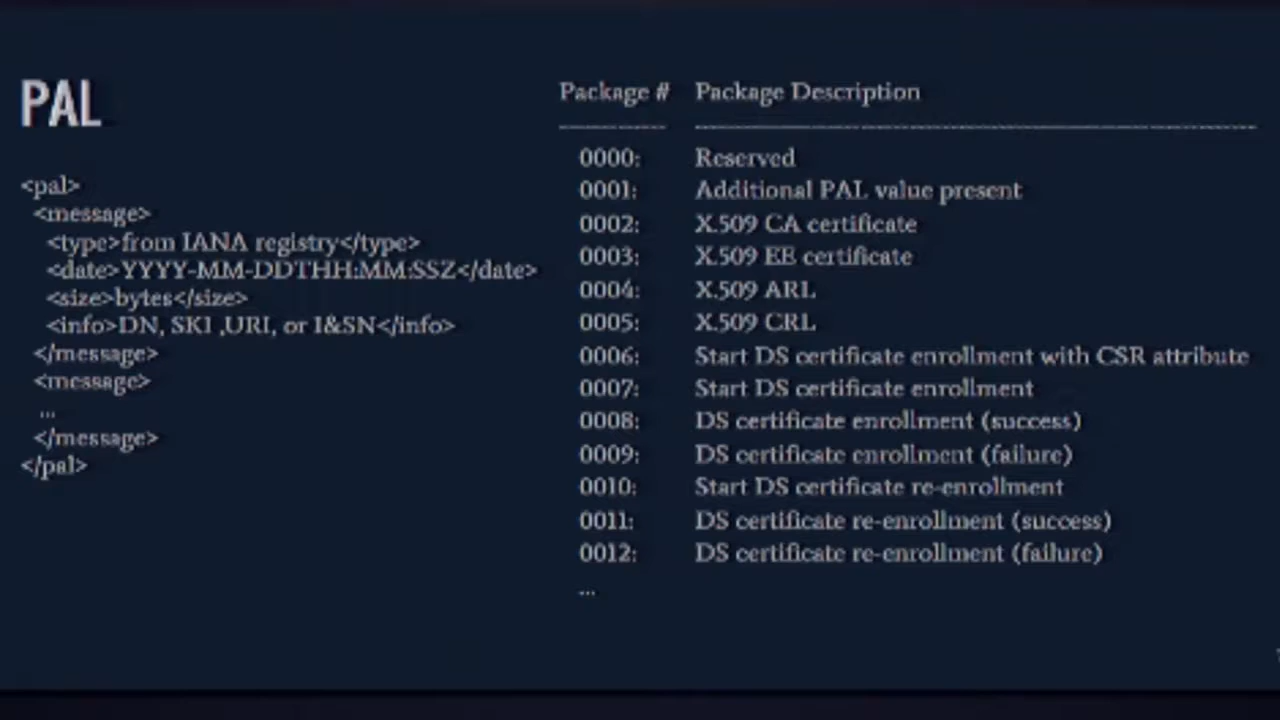 PAL
<pal>
<message>
<type>from IANA registry</type>
<date>YYYY-MM-DDTHH:MM:SSZ</date>
<size>bytes</size>
<info>DN, SKI ,URI, or I&SN</info>
</message>
<message>
...
</message>
</pal>
Package # Package Description
0000: Reserved
0001: Additional PAL value present
0002: X.509 CA certificate
0003: X.509 EE certificate
0004: X.509 ARL
0005: X.509 CRL
0006: Start DS certificate enrollment with CSR attribute
0007: Start DS certificate enrollment
0008: DS certificate enrollment (success)
0009: DS certificate enrollment (failure)
0010: Start DS certificate re-enrollment
0011: DS certificate re-enrollment (success)
0012: DS certificate re-enrollment (failure)
...